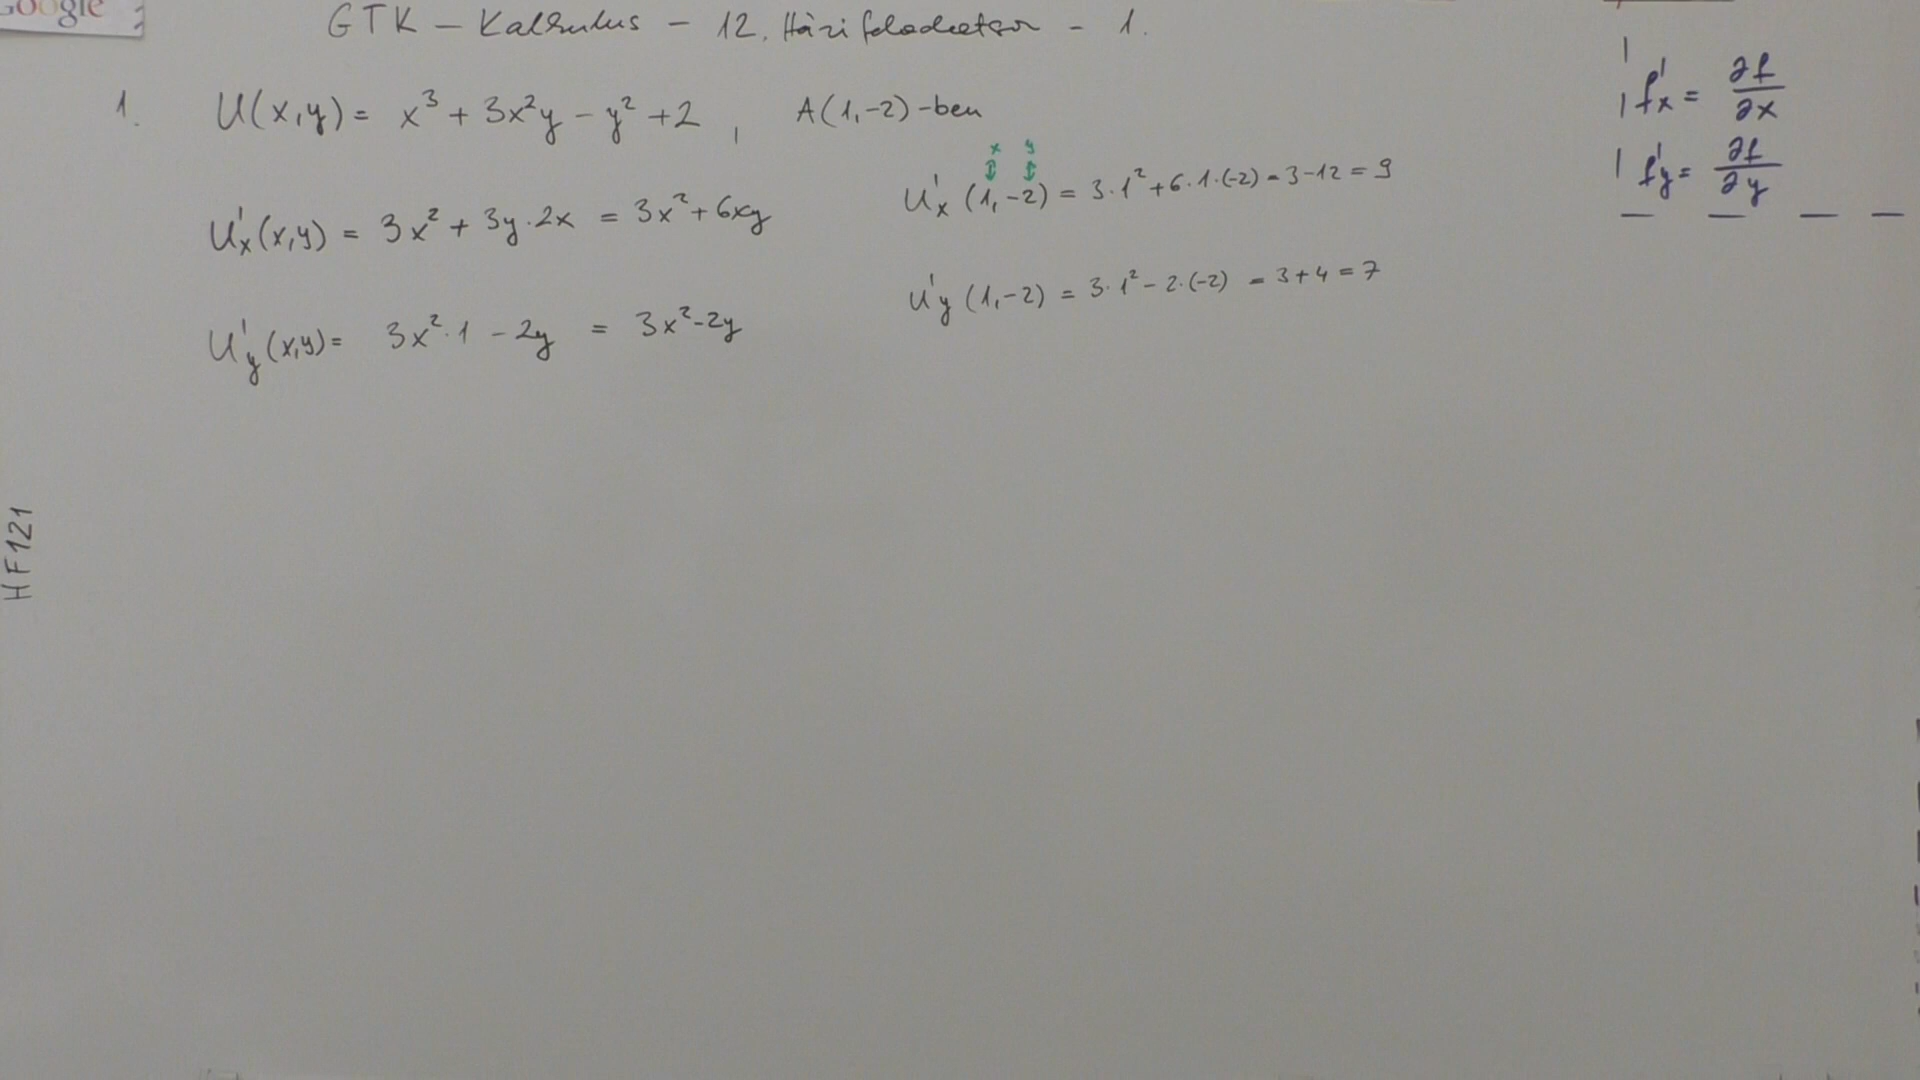 Google
GTK – Kalkulus – 12. Házi feladatsor – 1.
1. U(x,y) = x³ + 3x²y – y² + 2 , A(1,-2)-ben
U'x(x,y) = 3x² + 3y·2x = 3x² + 6xy
U'y(x,y) = 3x²·1 – 2y = 3x²-2y
x y
↕ ↕
U'x (1,-2) = 3·1² + 6·1·(-2) = 3-12 = 9
U'y (1,-2) = 3·1² – 2·(-2) = 3+4 = 7
f'x = ∂f/∂x
f'y = ∂f/∂y
HF121